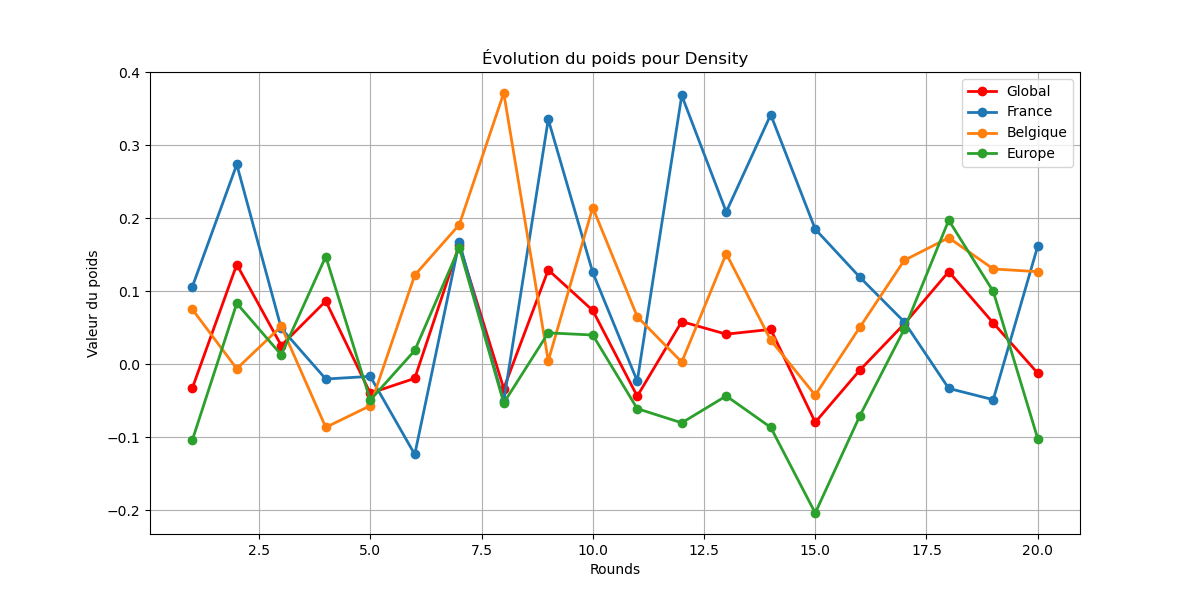 Évolution du poids pour Density
Valeur du poids
0.4
0.3
0.2
0.1
0.0
−0.1
−0.2
Global
France
Belgique
Europe
2.5 5.0 7.5 10.0 12.5 15.0 17.5 20.0
Rounds